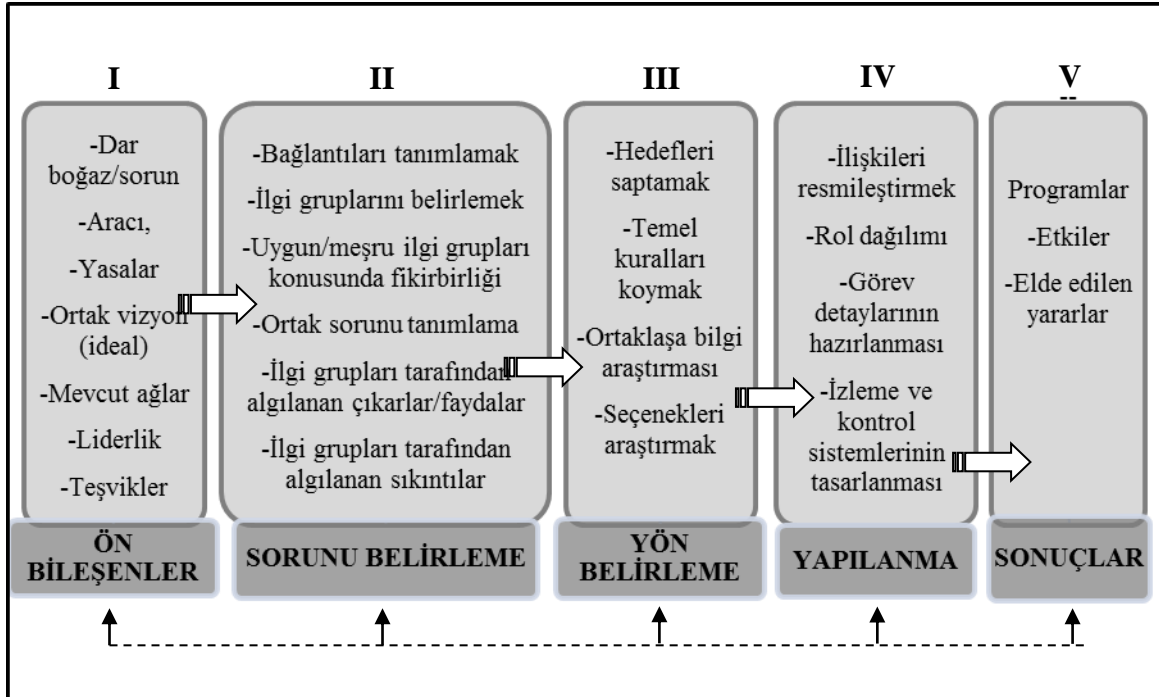 I
-Dar
boğaz/sorun
-Aracı,
-Yasalar
-Ortak vizyon
(ideal)
-Mevcut ağlar
-Liderlik
-Teşvikler
ÖN
BİLEŞENLER
II
-Bağlantıları tanımlamak
-İlgi gruplarını belirlemek
-Uygun/meşru ilgi grupları
konusunda fikirbirliği
-Ortak sorunu tanımlama
-İlgi grupları tarafından
algılanan çıkarlar/faydalar
-İlgi grupları tarafından
algılanan sıkıntılar
SORUNU BELİRLEME
III
-Hedefleri
saptamak
-Temel
kuralları
koymak
-Ortaklaşa bilgi
araştırması
-Seçenekleri
araştırmak
YÖN
BELİRLEME
IV
-İlişkileri
resmileştirmek
-Rol dağılımı
-Görev
detaylarının
hazırlanması
-İzleme ve
kontrol
sistemlerinin
tasarlanması
YAPILANMA
V
--
Programlar
-Etkiler
-Elde edilen
yararlar
SONUÇLAR